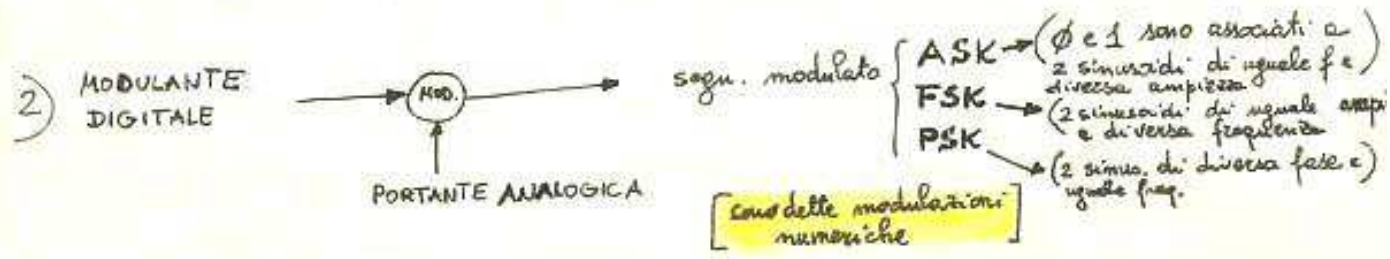 2) MODULANTE
DIGITALE
MOD.
PORTANTE ANALOGICA
segn. modulato
ASK → (Ø e 1 sono associati a
2 sinusoidi di uguale f e
diversa ampiezza)
FSK → (2 sinusoidi di uguale ampi
e diversa frequenza
PSK → (2 sinus. di diversa fase e)
uguale freq.
[ dette modulazioni
numeriche ]